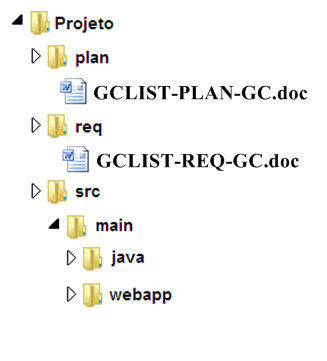 Projeto
plan
GCLIST-PLAN-GC.doc
req
GCLIST-REQ-GC.doc
src
main
java
webapp